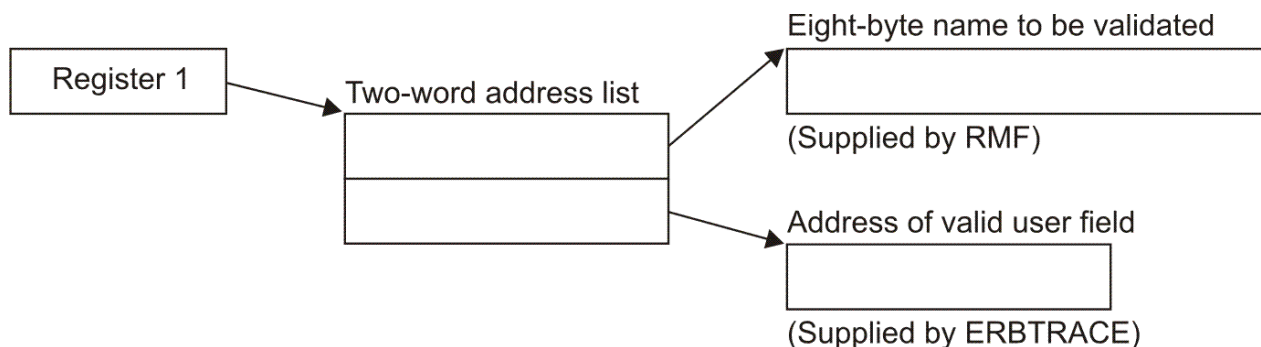 Eight-byte name to be validated
Register 1
Two-word address list
(Supplied by RMF)
Address of valid user field
(Supplied by ERBTRACE)